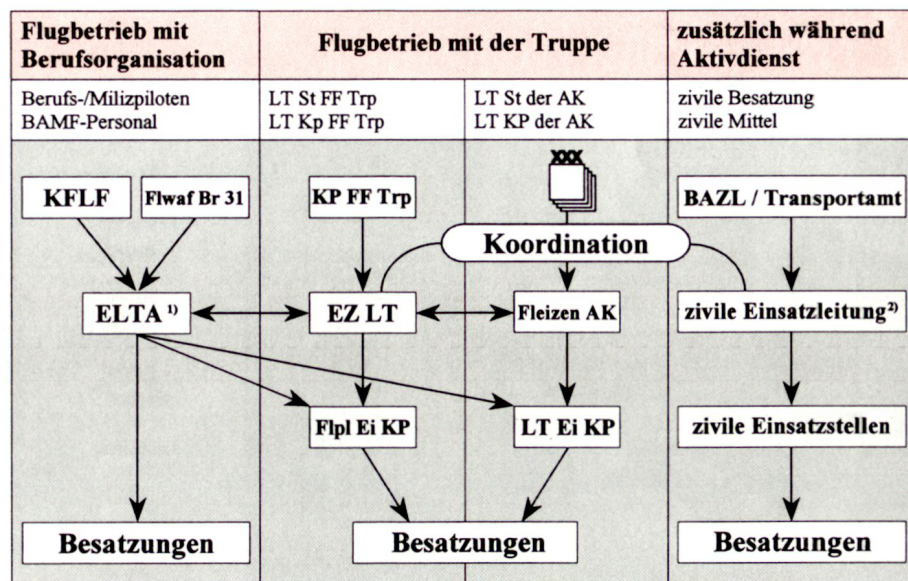 Flugbetrieb mit
Berufsorganisation
Flugbetrieb mit der Truppe
zusätzlich während
Aktivdienst
Berufs-/Milizpiloten
BAMF-Personal
LT St FF Trp
LT Kp FF Trp
LT St der AK
LT KP der AK
zivile Besatzung
zivile Mittel
XXX
KFLF
Flwaf Br 31
KP FF Trp
BAZL / Transportamt
Koordination
ELTA 1)
EZ LT
Fleizen AK
zivile Einsatzleitung2)
Flpl Ei KP
LT Ei KP
zivile Einsatzstellen
Besatzungen
Besatzungen
Besatzungen